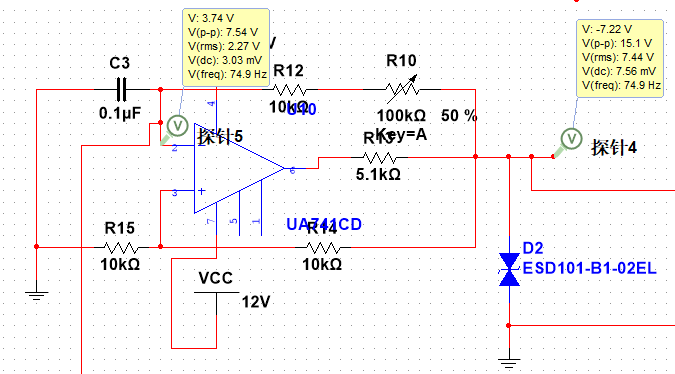 V: 3.74 V
V(p-p): 7.54 V
V(rms): 2.27 V
V(dc): 3.03 mV
V(freq): 74.9 Hz
V: -7.22 V
V(p-p): 15.1 V
V(rms): 7.44 V
V(dc): 7.56 mV
V(freq): 74.9 Hz
V
C3
0.1µF
R12
10kΩ
R10
100kΩ
50 %
Key=A
4
V
探针5
2
3
6
7
5
1
R13
5.1kΩ
V
探针4
UA741CD
R15
10kΩ
R14
10kΩ
VCC
12V
D2
ESD101-B1-02EL